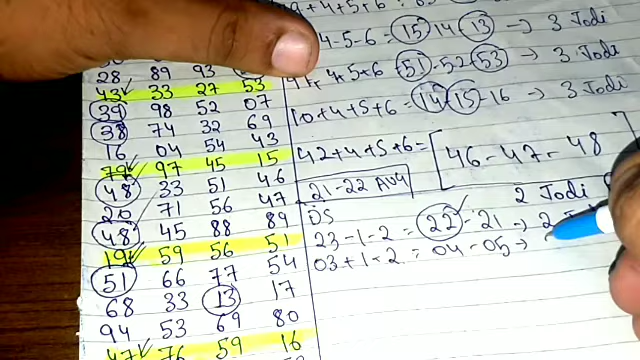 +4+5+6
4-5-6 = 15 14 13 → 3 Jodi
+4+5+6 51-52-53 → 3 Jodi
10+4+5+6 = 14 15-16 → 3 Jodi
42+4+5+6= 46-47-48
2 Jodi
21-22 AUG
DS
23-1-2 = 22-21 → 2
03+1-2 = 04-05 →
28 89 93
43 33 27 53
39 98 52 07
38 74 32 69
16 04 54 43
79 97 45 15
48 33 51 46
20 71 56 47
48 45 88 89
19 59 56 51
51 66 77 54
68 33 13 17
94 53 69 80
47 76 59 16